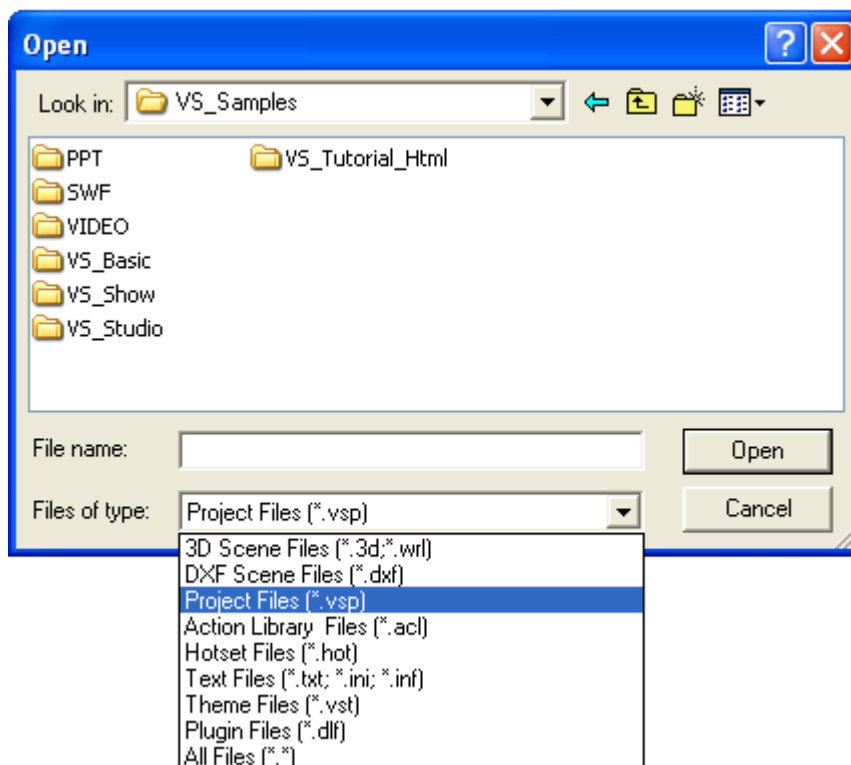 Open
Look in: VS_Samples
PPT
SWF
VIDEO
VS_Basic
VS_Show
VS_Studio
VS_Tutorial_Html
File name:
Open
Files of type: Project Files (*.vsp)
Cancel
3D Scene Files (*.3d;*.wrl)
DXF Scene Files (*.dxf)
Project Files (*.vsp)
Action Library  Files (*.acl)
Hotset Files (*.hot)
Text Files (*.txt; *.ini; *.inf)
Theme Files (*.vst)
Plugin Files (*.dlf)
All Files (*.*)